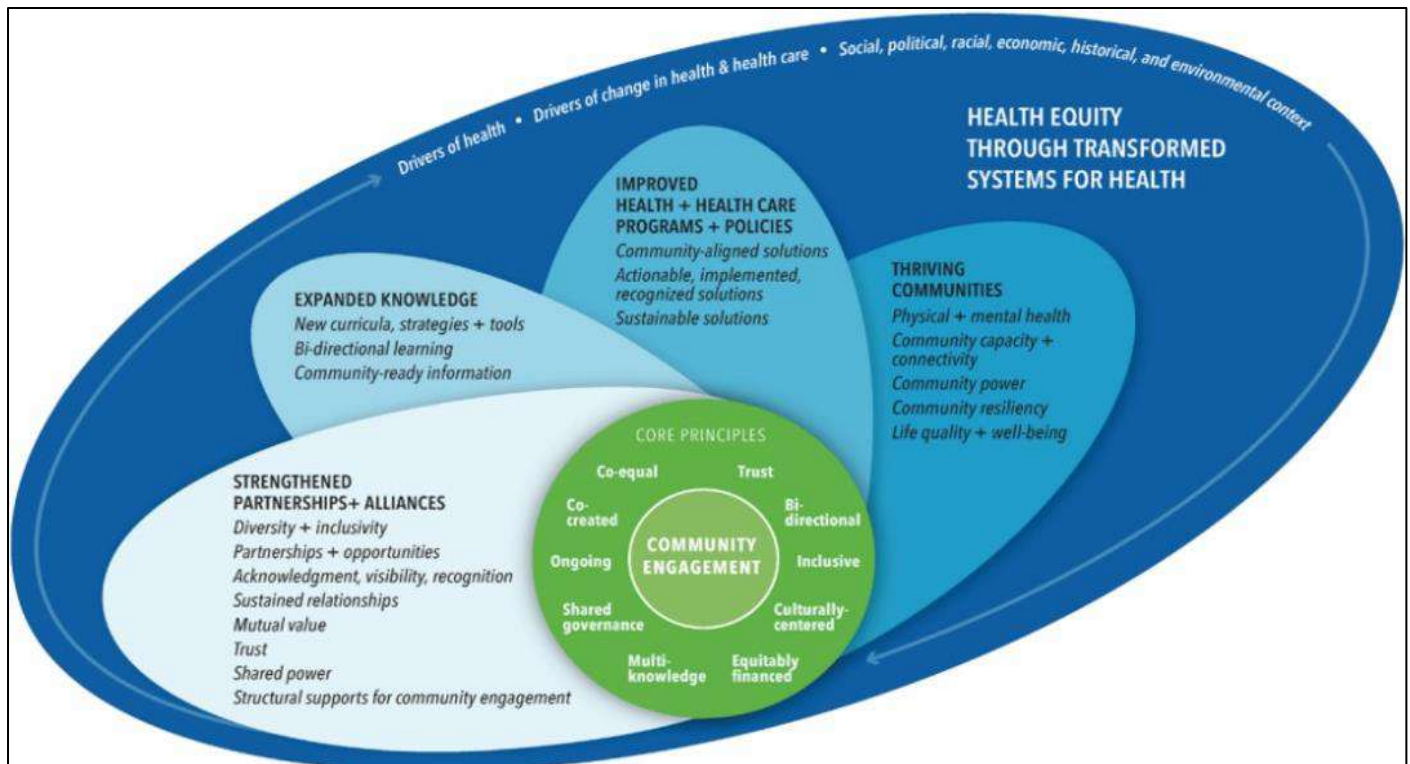 Drivers of health • Drivers of change in health & health care • Social, political, racial, economic, historical, and environmental context
HEALTH EQUITY
THROUGH TRANSFORMED
SYSTEMS FOR HEALTH
IMPROVED
HEALTH + HEALTH CARE
PROGRAMS + POLICIES
Community-aligned solutions
Actionable, implemented,
recognized solutions
Sustainable solutions
THRIVING
COMMUNITIES
Physical + mental health
Community capacity +
connectivity
Community power
Community resiliency
Life quality + well-being
EXPANDED KNOWLEDGE
New curricula, strategies + tools
Bi-directional learning
Community-ready information
STRENGTHENED
PARTNERSHIPS+ ALLIANCES
Diversity + inclusivity
Partnerships + opportunities
Acknowledgment, visibility, recognition
Sustained relationships
Mutual value
Trust
Shared power
Structural supports for community engagement
CORE PRINCIPLES
Co-equal
Trust
Co-
created
Bi-
directional
Ongoing
COMMUNITY
ENGAGEMENT
Inclusive
Shared
governance
Culturally-
centered
Multi-
knowledge
Equitably
financed